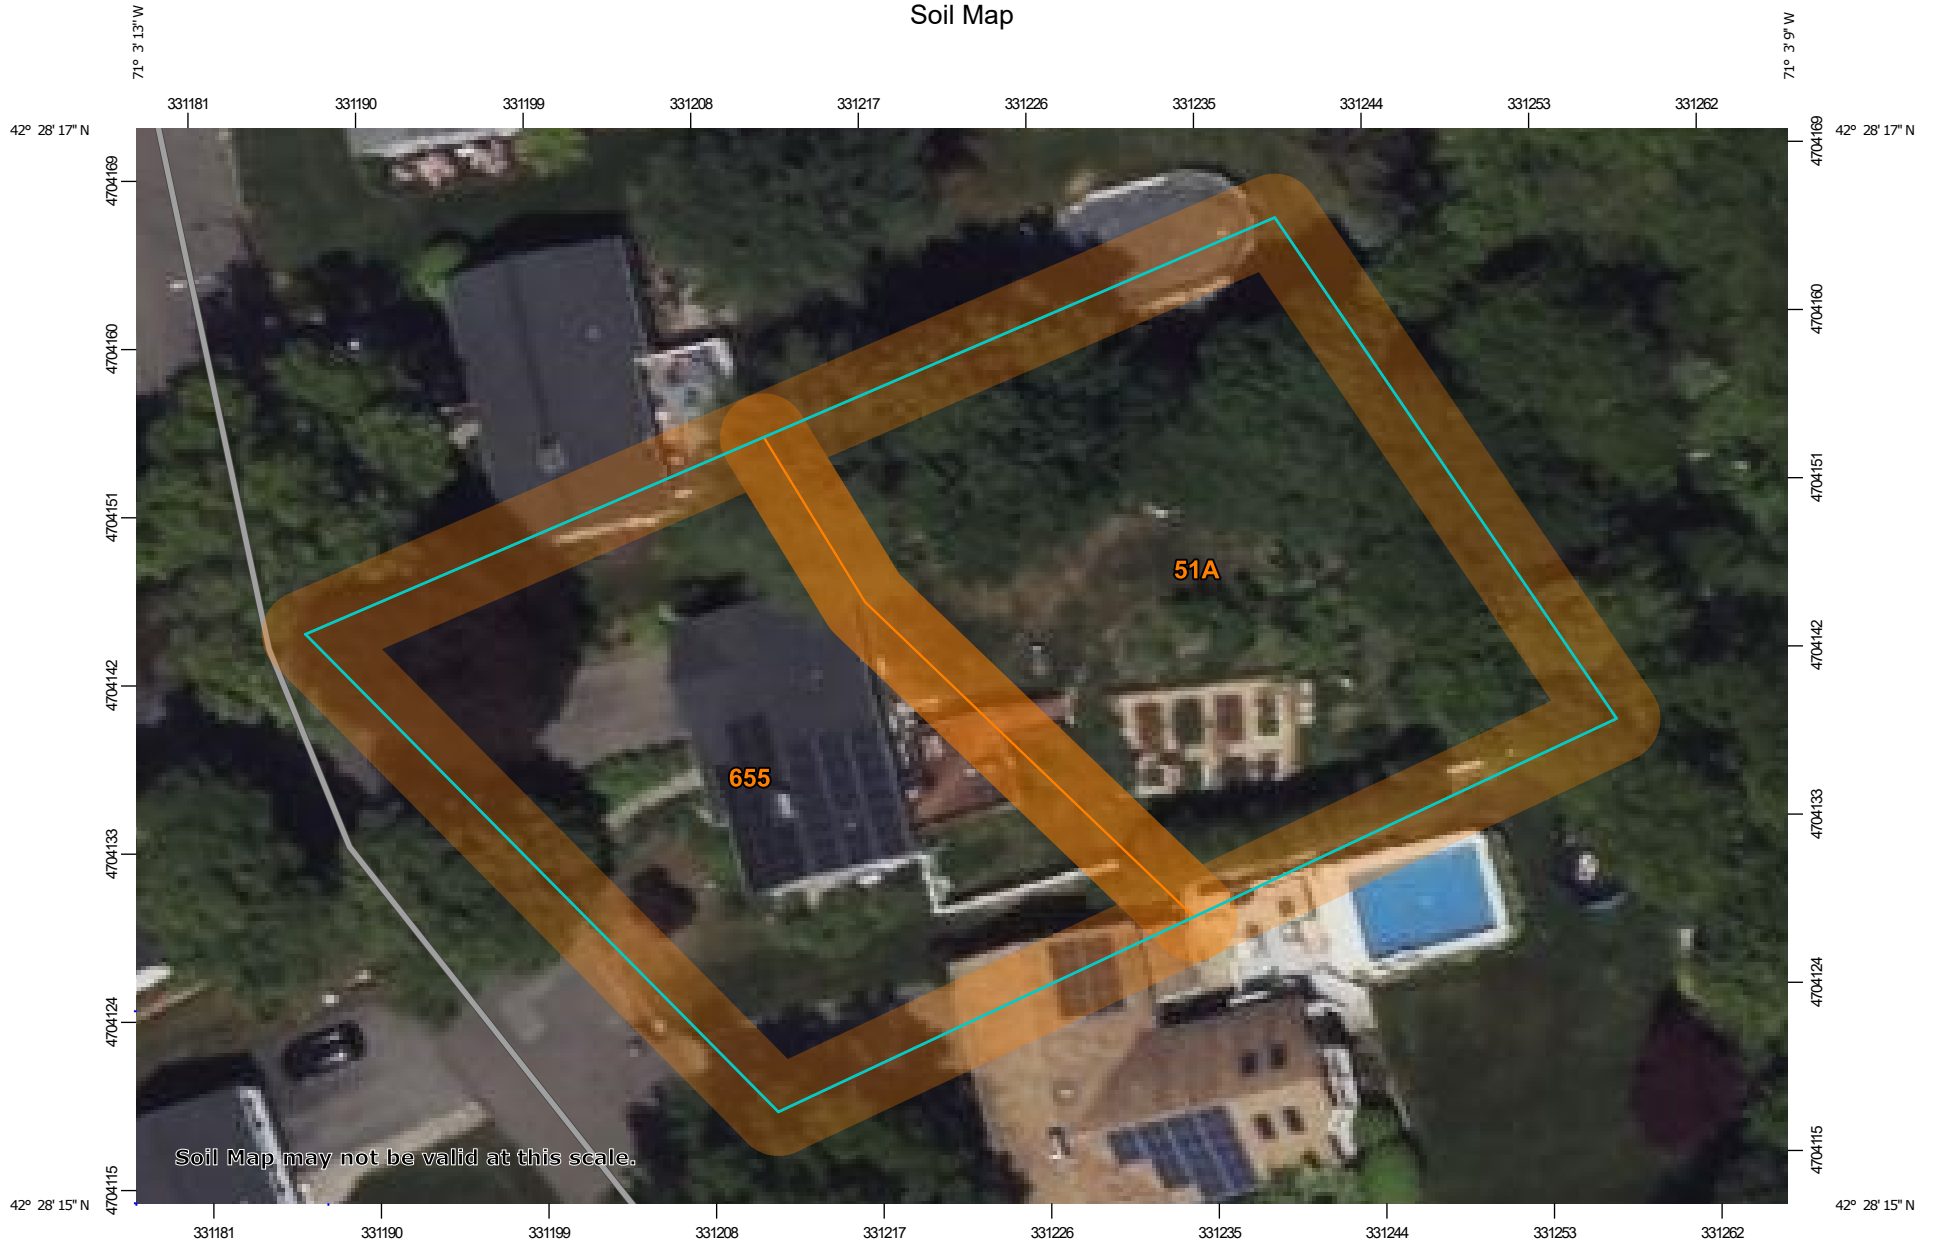 Soil Map
71° 3' 13'' W
71° 3' 9'' W
331181 331190 331199 331208 331217 331226 331235 331244 331253 331262
42° 28' 17'' N
42° 28' 17'' N
4704169
4704169
4704160
4704160
4704151
4704151
51A
4704142
4704142
655
4704133
4704133
4704124
4704124
Soil Map may not be valid at this scale.
4704115
4704115
42° 28' 15'' N
42° 28' 15'' N
331181 331190 331199 331208 331217 331226 331235 331244 331253 331262